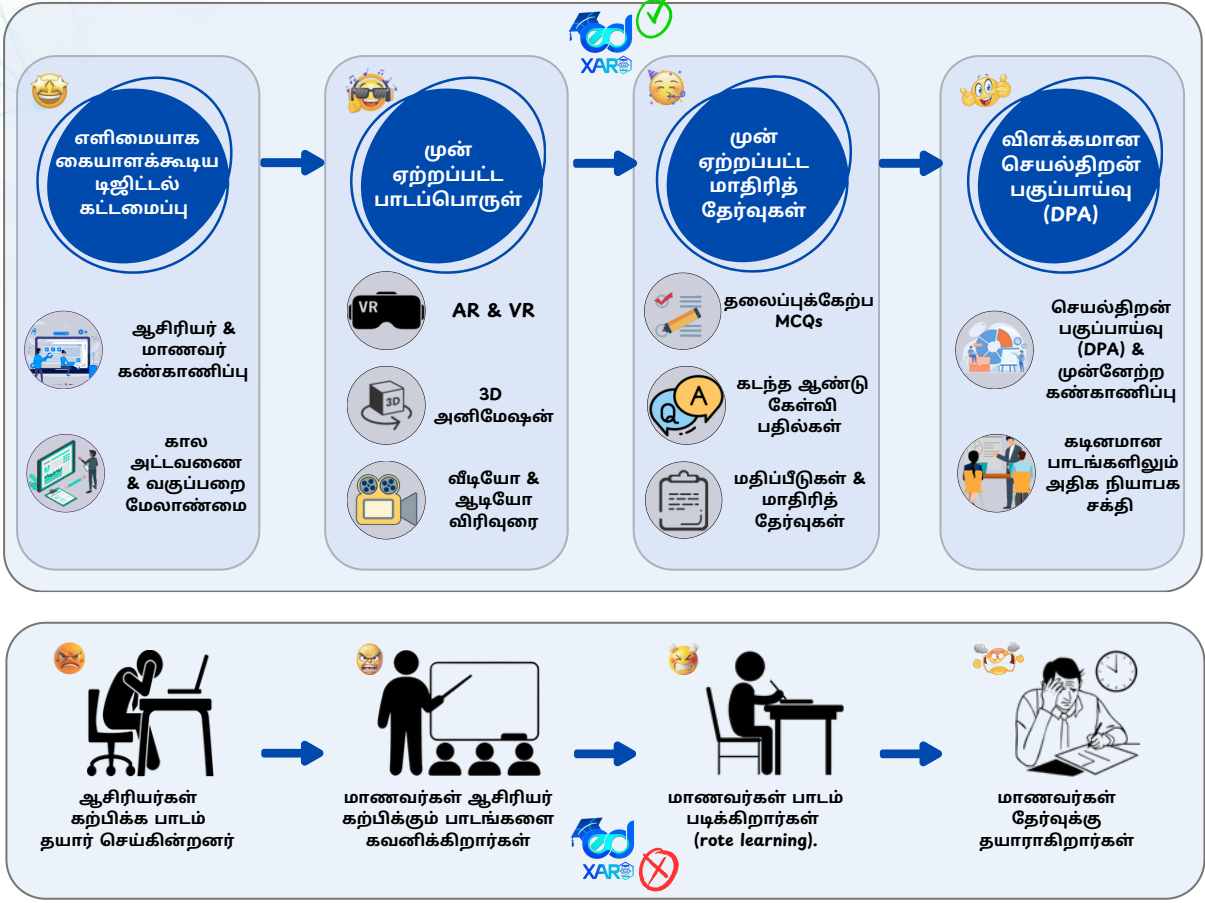 ed
XARO
எளிமையாக
கையாளக்கூடிய
டிஜிட்டல்
கட்டமைப்பு
ஆசிரியர் &
மாணவர்
கண்காணிப்பு
கால
அட்டவணை
& வகுப்பறை
மேலாண்மை
முன்
ஏற்றப்பட்ட
பாடப்பொருள்
VR
AR & VR
3D
3D
அனிமேஷன்
வீடியோ &
ஆடியோ
விரிவுரை
முன்
ஏற்றப்பட்ட
மாதிரித்
தேர்வுகள்
தலைப்புக்கேற்ப
MCQs
Q A
கடந்த ஆண்டு
கேள்வி
பதில்கள்
மதிப்பீடுகள் &
மாதிரித்
தேர்வுகள்
விளக்கமான
செயல்திறன்
பகுப்பாய்வு
(DPA)
செயல்திறன்
பகுப்பாய்வு
(DPA) &
முன்னேற்ற
கண்காணிப்பு
கடினமான
பாடங்களிலும்
அதிக நியாபக
சக்தி
ஆசிரியர்கள்
கற்பிக்க பாடம்
தயார் செய்கின்றனர்
மாணவர்கள் ஆசிரியர்
கற்பிக்கும் பாடங்களை
கவனிக்கிறார்கள்
மாணவர்கள் பாடம்
படிக்கிறார்கள்
(rote learning).
மாணவர்கள்
தேர்வுக்கு
தயாராகிறார்கள்
ed
XARO